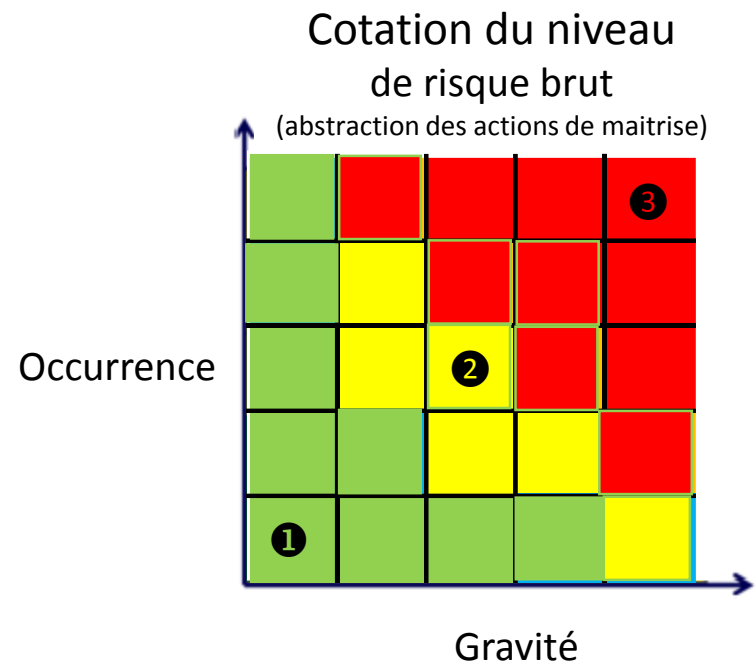 Cotation du niveau
de risque brut
(abstraction des actions de maitrise)
❸
Occurrence
❷
❶
Gravité